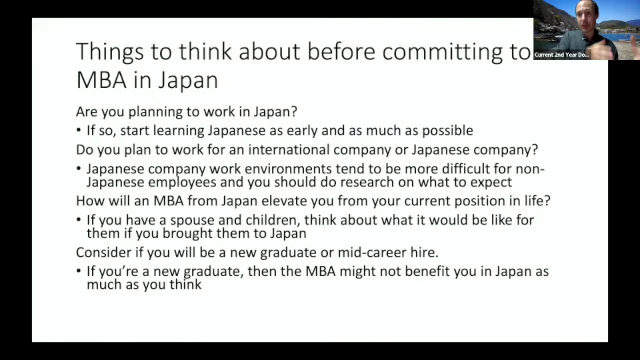 Things to think about before committing to
MBA in Japan
Are you planning to work in Japan?
• If so, start learning Japanese as early and as much as possible
Do you plan to work for an international company or Japanese company?
• Japanese company work environments tend to be more difficult for non-
Japanese employees and you should do research on what to expect
How will an MBA from Japan elevate you from your current position in life?
• If you have a spouse and children, think about what it would be like for
them if you brought them to Japan
Consider if you will be a new graduate or mid-career hire.
• If you're a new graduate, then the MBA might not benefit you in Japan as
much as you think
Current 2nd Year Do...